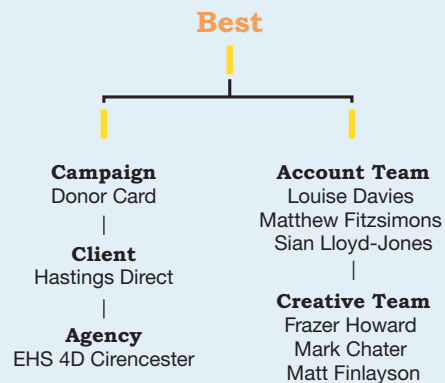 Best
Campaign
Donor Card
Client
Hastings Direct
Agency
EHS 4D Cirencester
Account Team
Louise Davies
Matthew Fitzsimons
Sian Lloyd-Jones
Creative Team
Frazer Howard
Mark Chater
Matt Finlayson